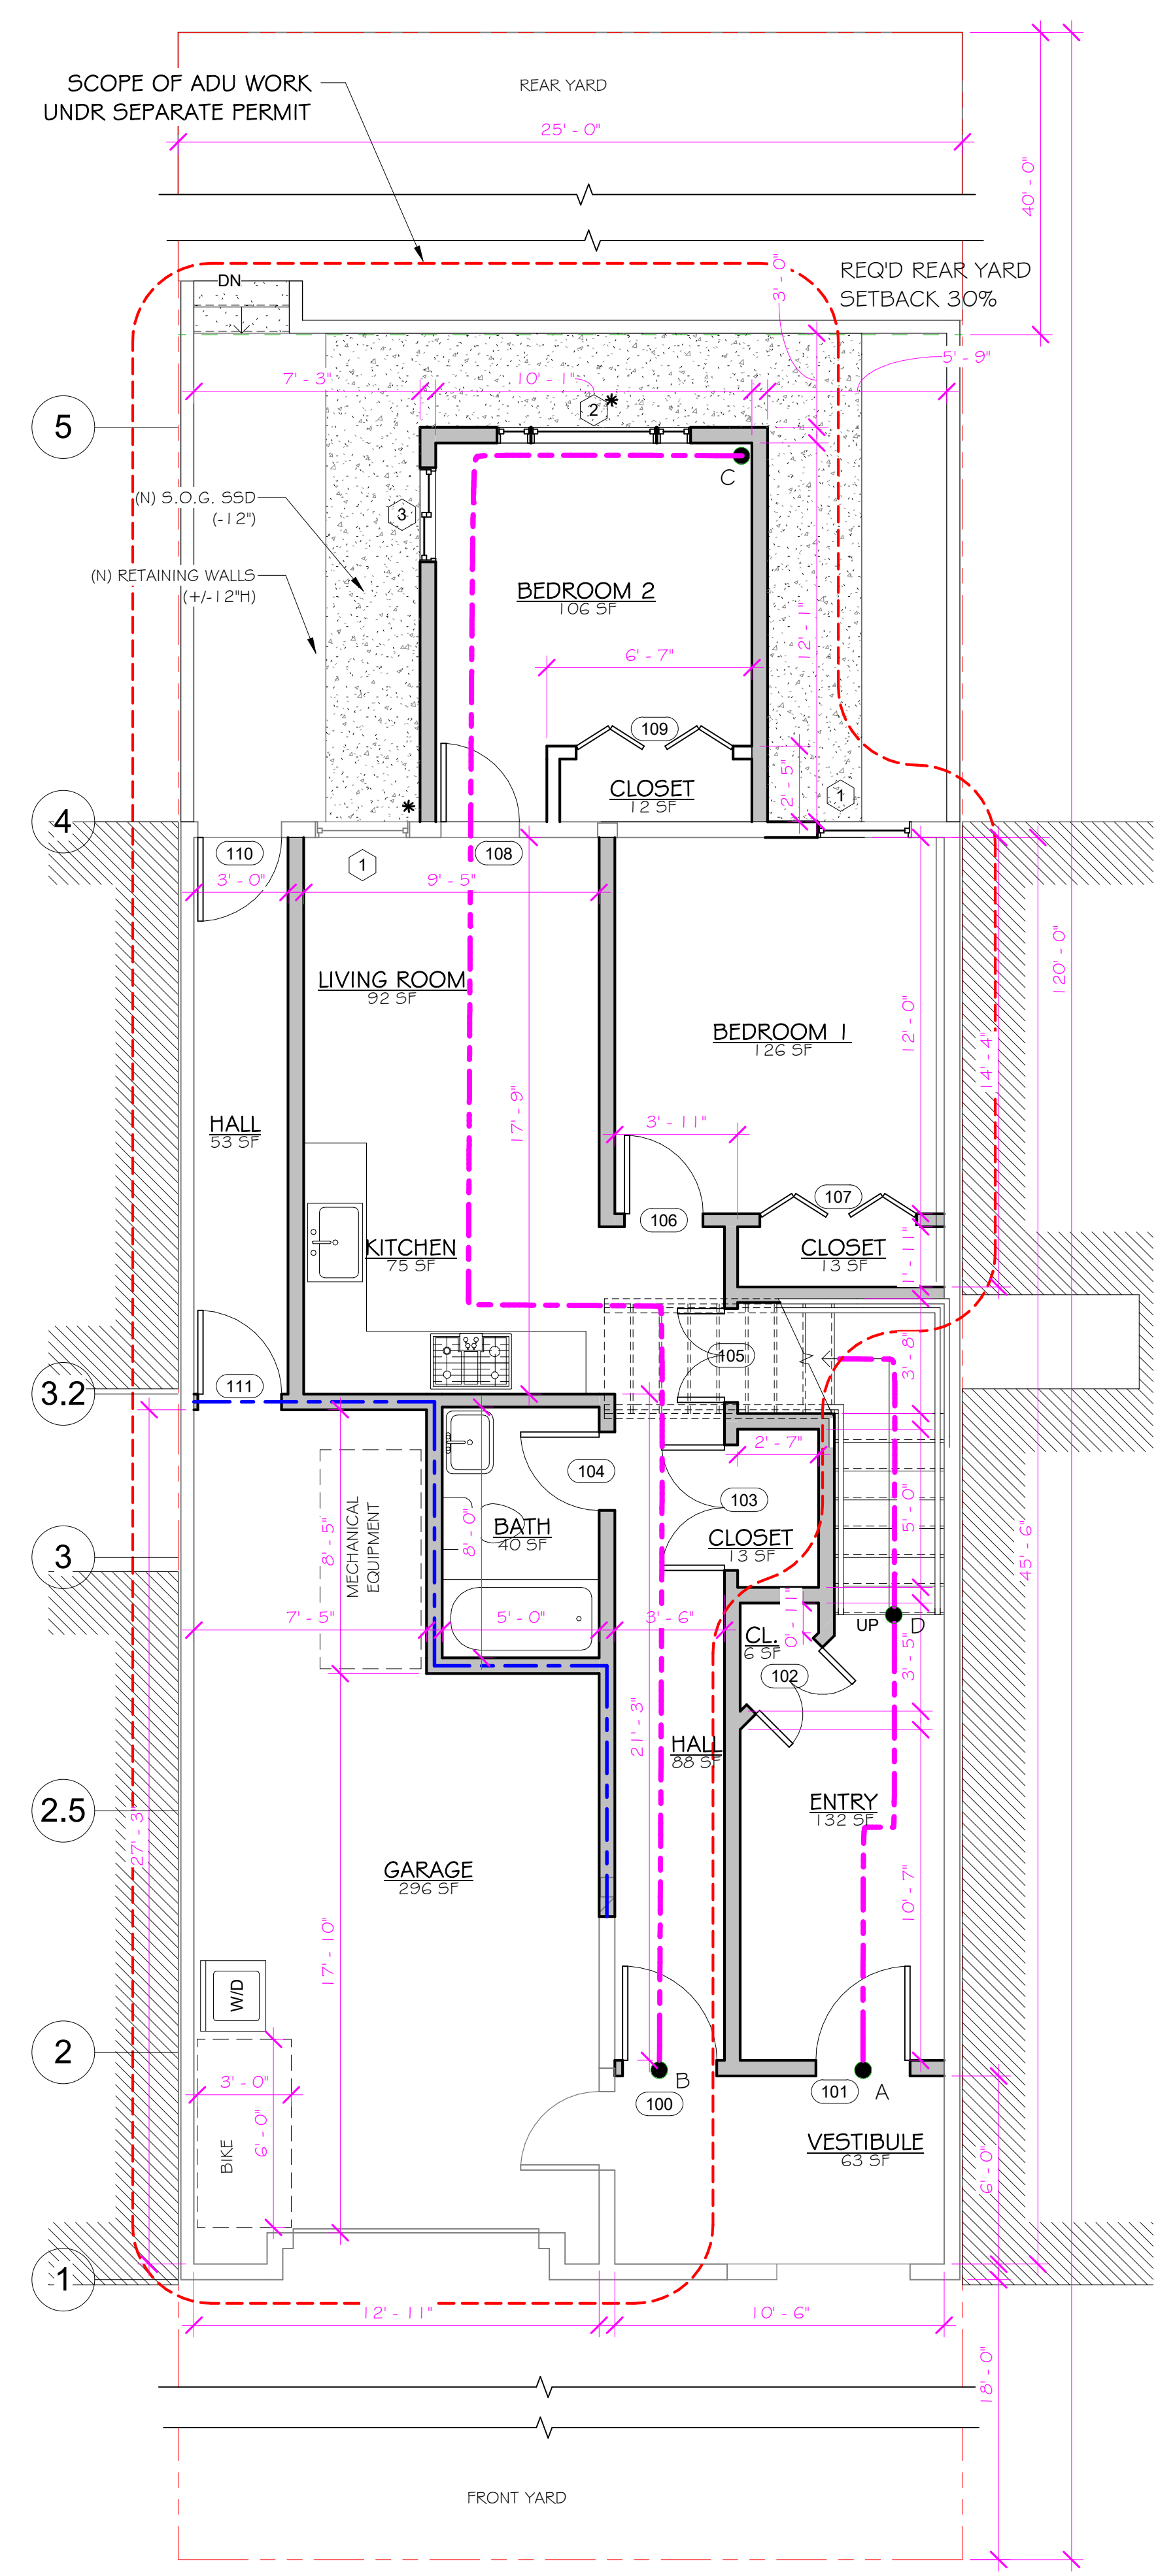 SCOPE OF ADU WORK
UNDR SEPARATE PERMIT
REAR YARD
25' - 0"
40' - 0"
DN
REQ'D REAR YARD
SETBACK 30%
3' - 0"
5' - 9"
7' - 3"
10' - 1"
2
*
5
C
(N) S.O.G. SSD
(-12")
3
(N) RETAINING WALLS
(+/-12"H)
BEDROOM 2
106 SF
12' - 1"
6' - 7"
109
CLOSET
12 SF
2' - 5"
1
*
4
110
1
108
3' - 0"
9' - 5"
120' - 0"
LIVING ROOM
92 SF
BEDROOM 1
126 SF
12' - 0"
14' - 4"
HALL
53 SF
17' - 9"
3' - 11"
107
106
KITCHEN
75 SF
CLOSET
13 SF
1' - 11"
105
3' - 8"
3.2
111
104
2' - 7"
103
MECHANICAL
EQUIPMENT
8' - 5"
8' - 0"
BATH
40 SF
CLOSET
13 SF
5' - 0"
45' - 6"
3
7' - 5"
5' - 0"
3' - 6"
CL.
6 SF
0' - 11"
UP
D
3' - 5"
102
21' - 3"
HALL
88 SF
2.5
27' - 3"
ENTRY
132 SF
GARAGE
296 SF
10' - 7"
17' - 10"
W/D
2
3' - 0"
B
100
101
A
6' - 0"
BIKE
VESTIBULE
63 SF
6' - 0"
1
12' - 11"
10' - 6"
18' - 0"
FRONT YARD